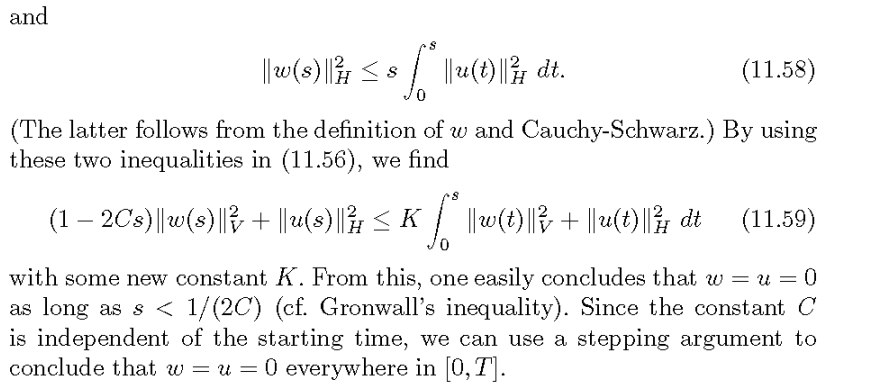 and
‖w(s)‖²_H ≤ s ∫₀ˢ ‖u(t)‖²_H dt. (11.58)
(The latter follows from the definition of w and Cauchy-Schwarz.) By using
these two inequalities in (11.56), we find
(1 − 2Cs)‖w(s)‖²_V + ‖u(s)‖²_H ≤ K ∫₀ˢ ‖w(t)‖²_V + ‖u(t)‖²_H dt (11.59)
with some new constant K. From this, one easily concludes that w = u = 0
as long as s < 1/(2C) (cf. Gronwall's inequality). Since the constant C
is independent of the starting time, we can use a stepping argument to
conclude that w = u = 0 everywhere in [0, T].